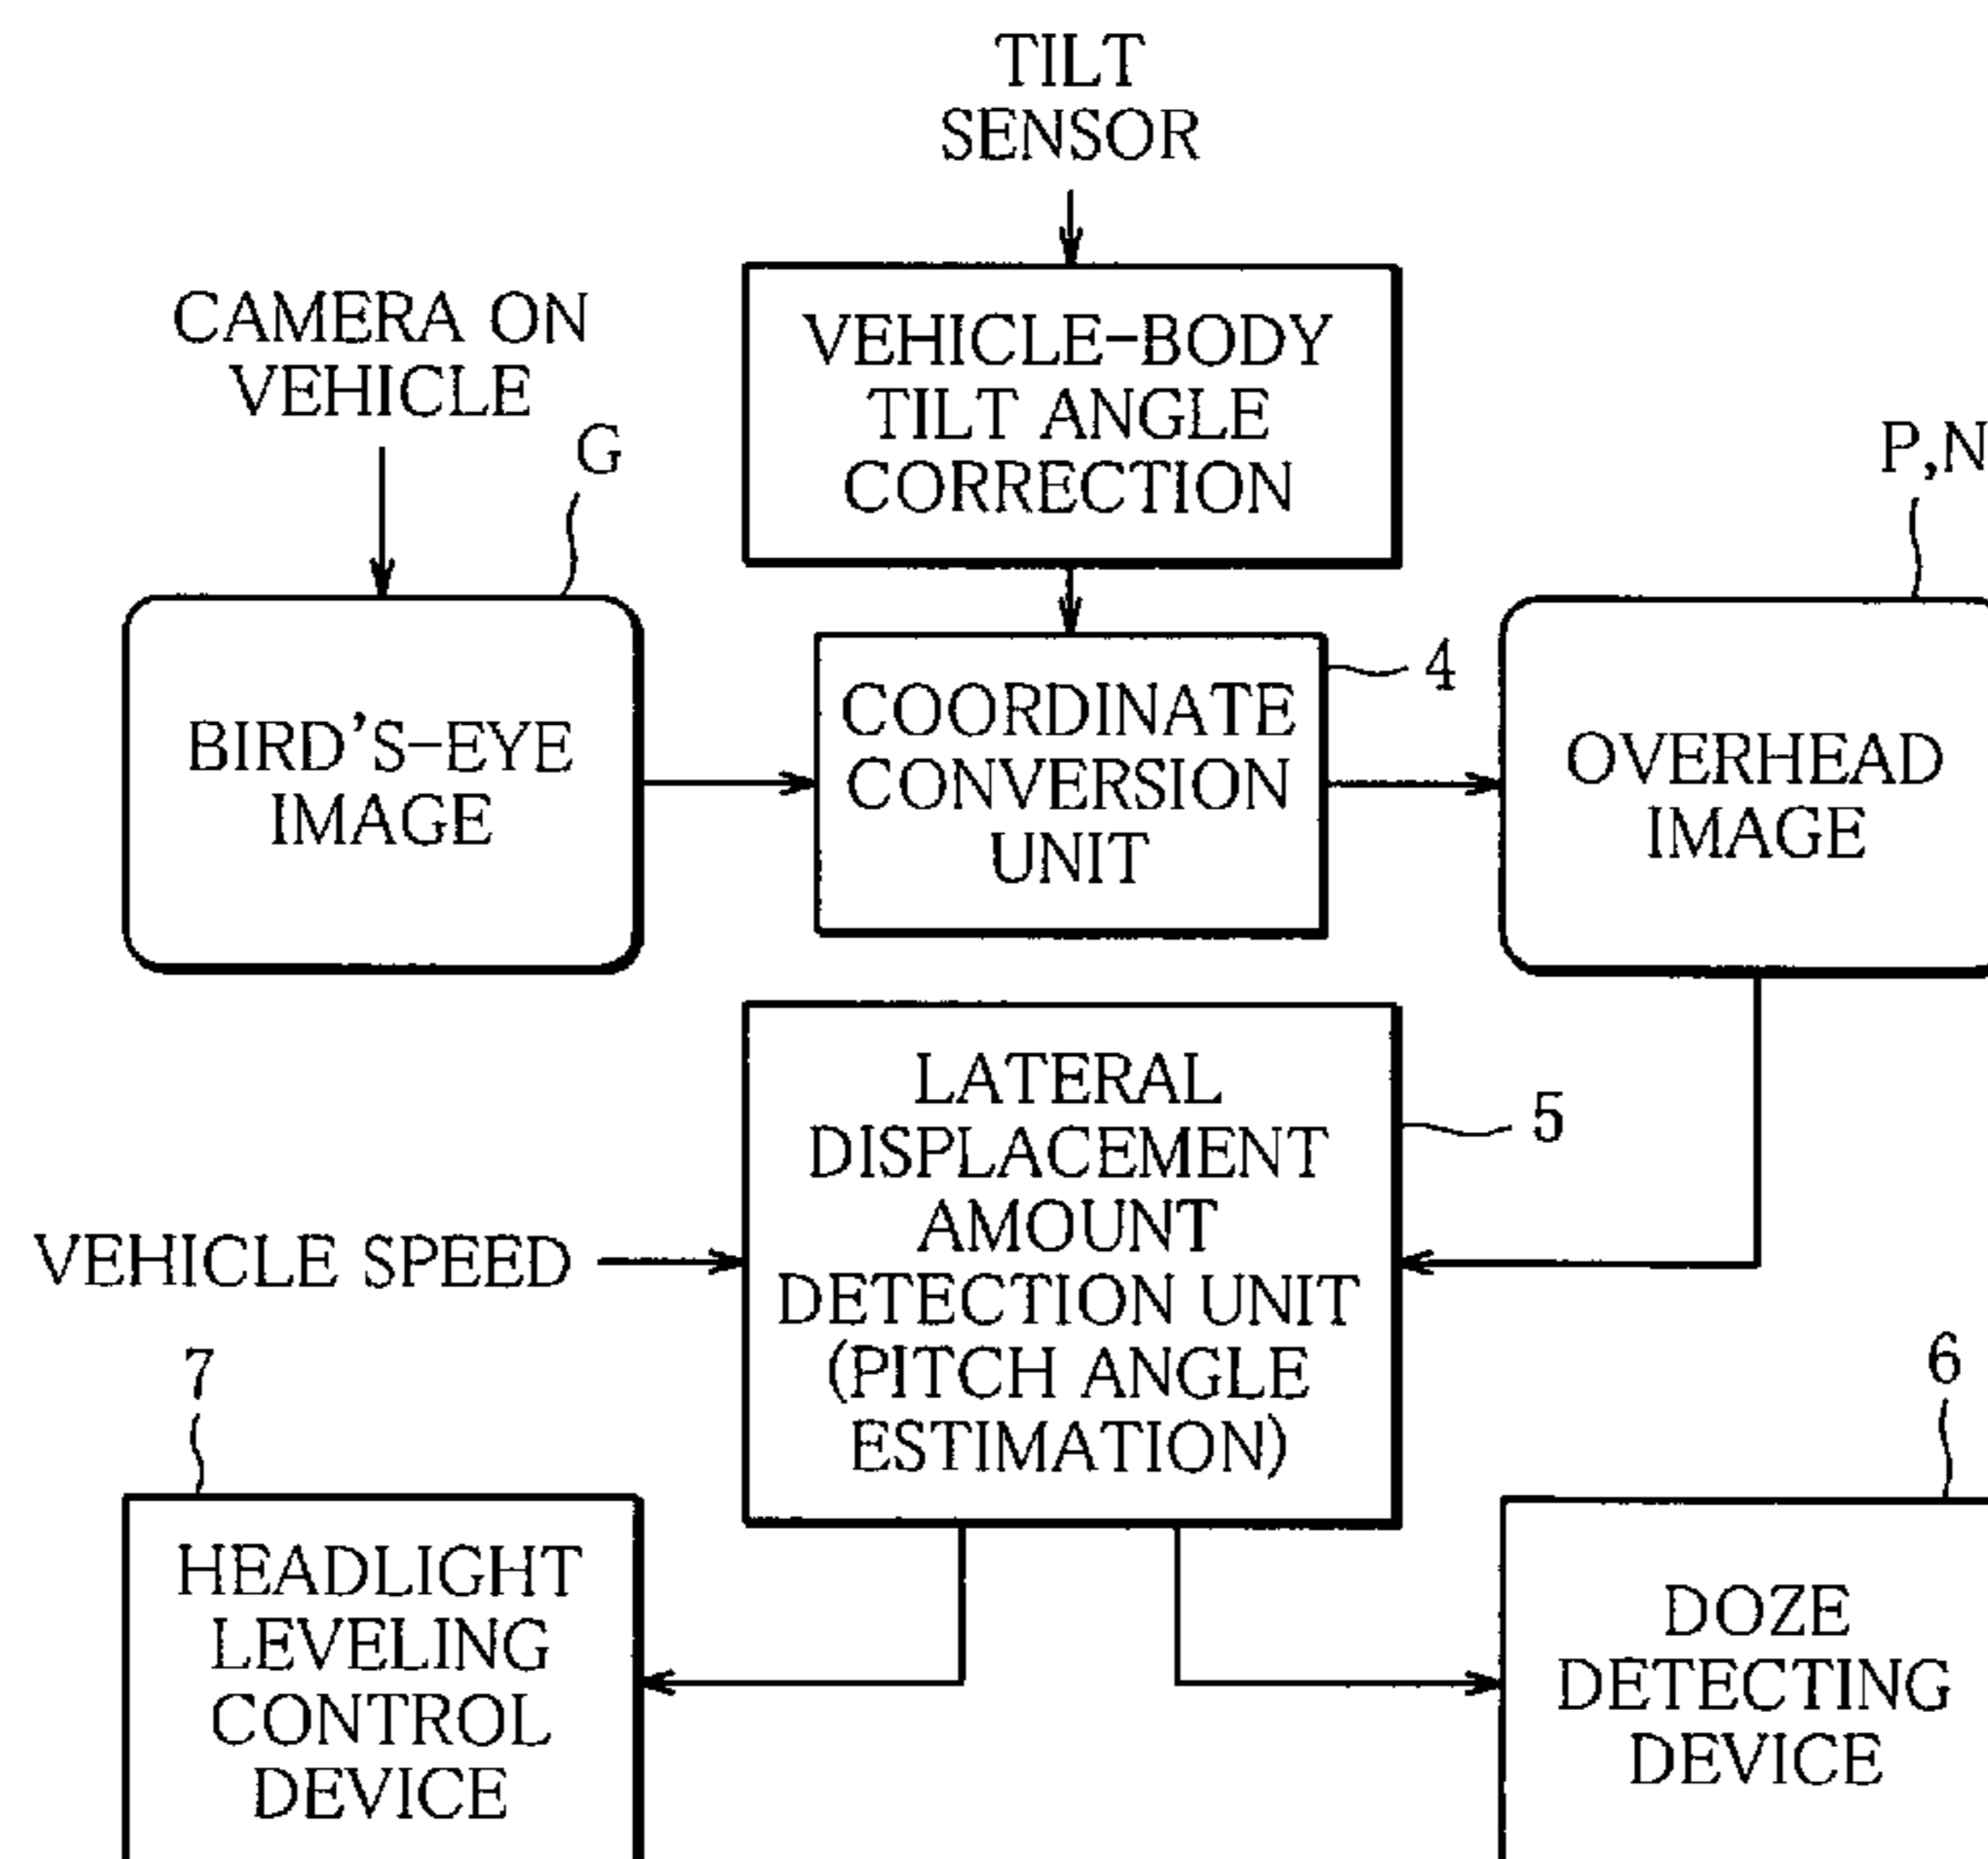 TILT
SENSOR
CAMERA ON
VEHICLE
G
VEHICLE-BODY
TILT ANGLE
CORRECTION
P,N
BIRD'S-EYE
IMAGE
COORDINATE
CONVERSION
UNIT
4
OVERHEAD
IMAGE
LATERAL
DISPLACEMENT
AMOUNT
DETECTION UNIT
(PITCH ANGLE
ESTIMATION)
5
VEHICLE SPEED
7
HEADLIGHT
LEVELING
CONTROL
DEVICE
6
DOZE
DETECTING
DEVICE